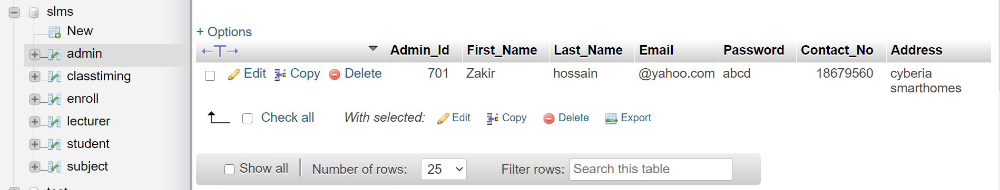 slms
New
admin
classtiming
enroll
lecturer
student
subject
+ Options
Admin_Id First_Name Last_Name Email Password Contact_No Address
Edit Copy Delete 701 Zakir hossain @yahoo.com abcd 18679560 cyberia
smarthomes
Check all With selected: Edit Copy Delete Export
Show all Number of rows: 25 Filter rows: Search this table